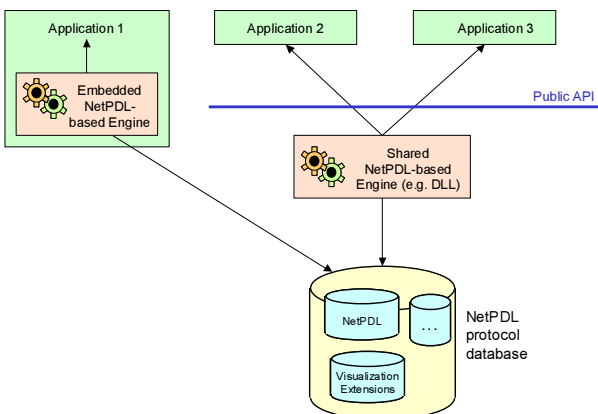 Application 1
Application 2
Application 3
Embedded
NetPDL-
based Engine
Public API
Shared
NetPDL-based
Engine (e.g. DLL)
NetPDL
...
NetPDL
protocol
database
Visualization
Extensions